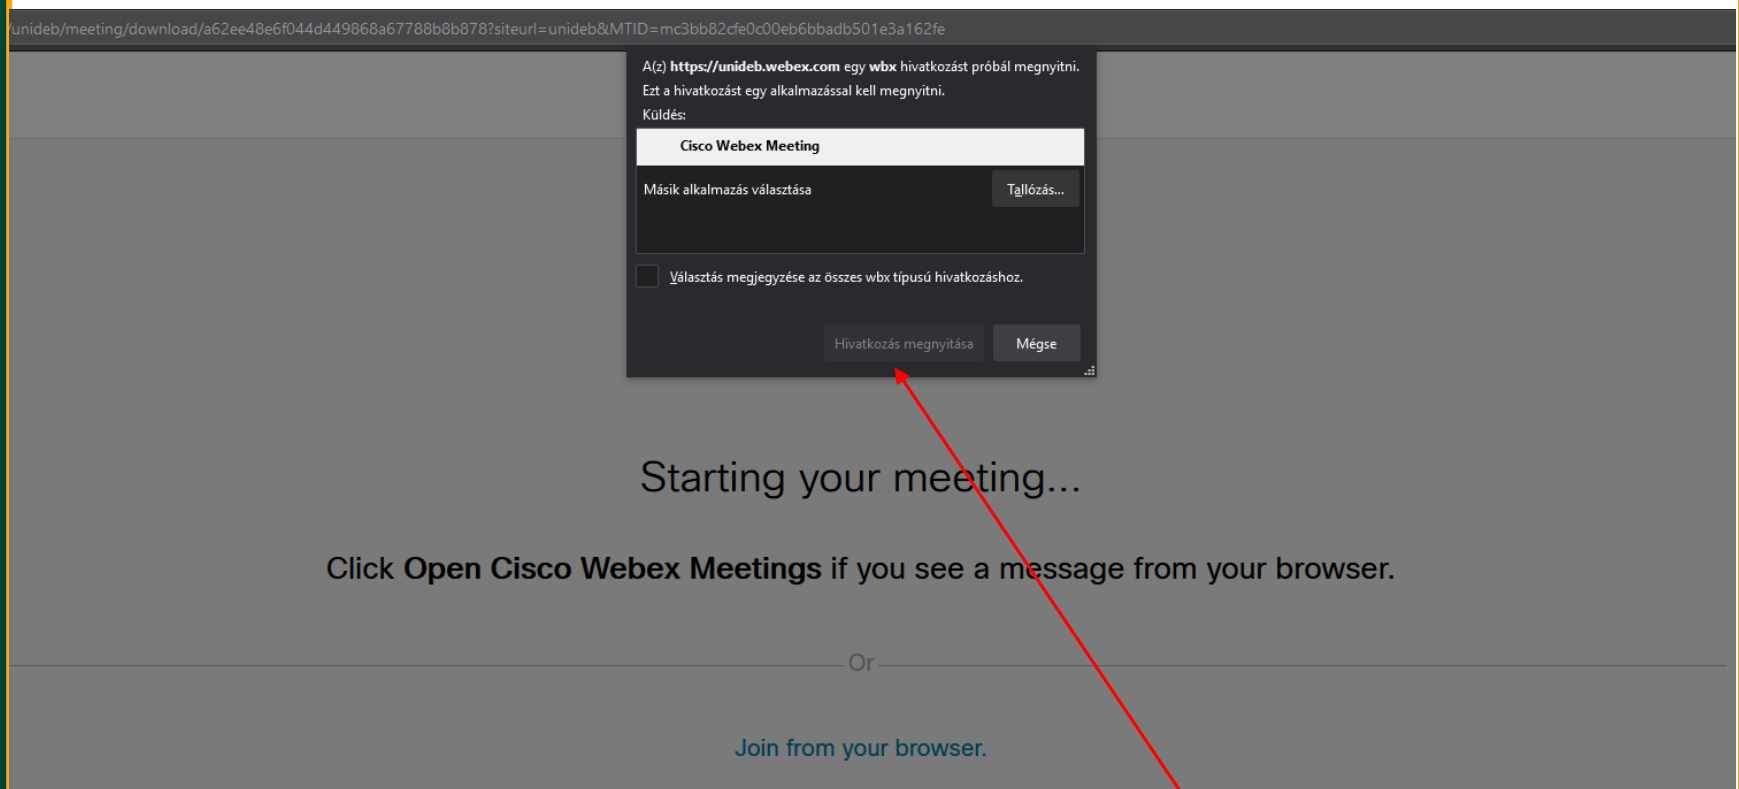 /unideb/meeting/download/a62ee48e6f044d449868a67788b8b878?siteurl=unideb&MTID=mc3bb82cfe0c00eb6bbadb501e3a162fe
A(z) https://unideb.webex.com egy wbx hivatkozást próbál megnyitni.
Ezt a hivatkozást egy alkalmazással kell megnyitni.
Küldés:
Cisco Webex Meeting
Másik alkalmazás választása
Tallózás...
Választás megjegyzése az összes wbx típusú hivatkozáshoz.
Hivatkozás megnyitása
Mégse
Starting your meeting...
Click Open Cisco Webex Meetings if you see a message from your browser.
Or
Join from your browser.